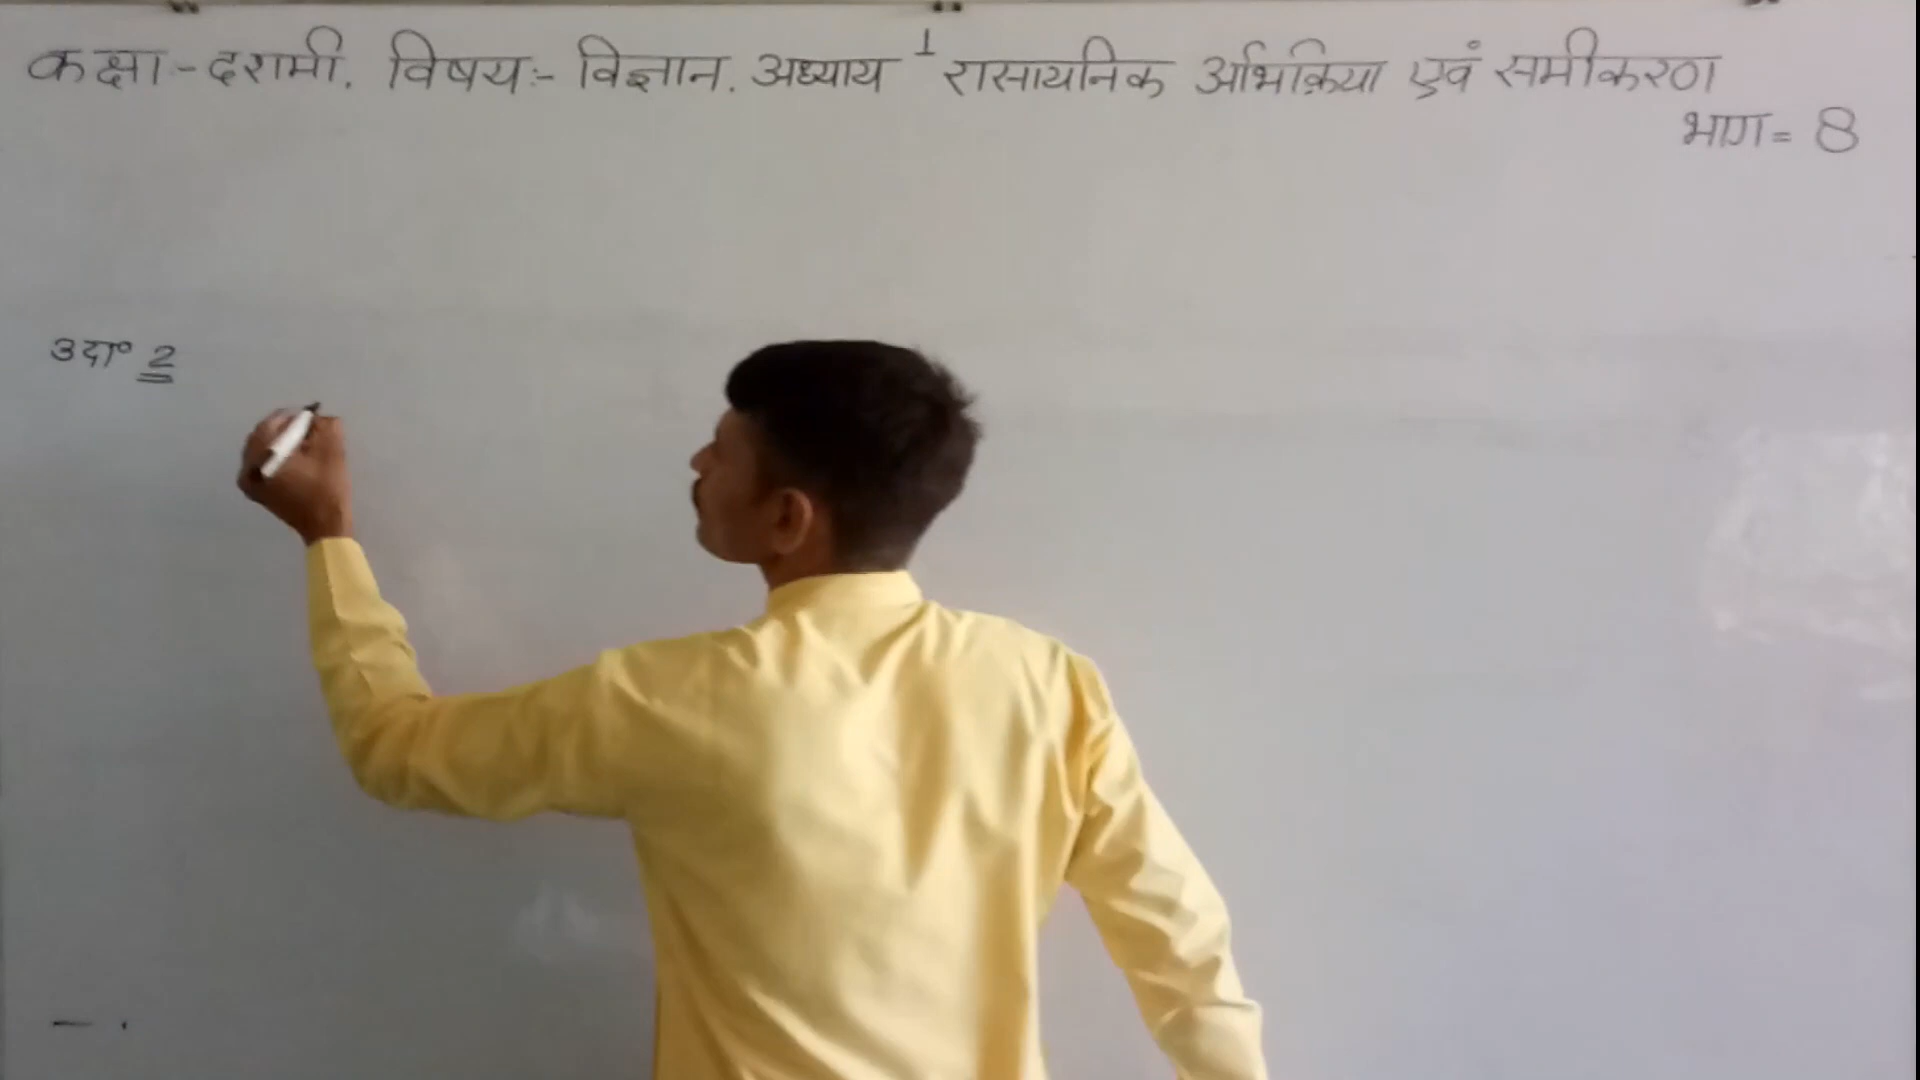 कक्षा - दशमी. विषय:- विज्ञान. अध्याय 1 रासायनिक अभिक्रिया एवं समीकरण
भाग = 8
उदा० 2